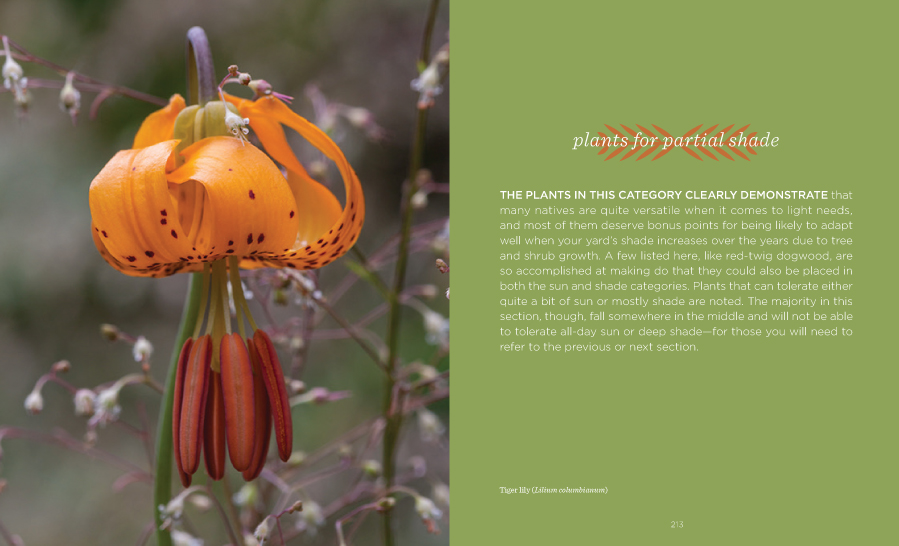 plants for partial shade
THE PLANTS IN THIS CATEGORY CLEARLY DEMONSTRATE that
many natives are quite versatile when it comes to light needs,
and most of them deserve bonus points for being likely to adapt
well when your yard's shade increases over the years due to tree
and shrub growth. A few listed here, like red-twig dogwood, are
so accomplished at making do that they could also be placed in
both the sun and shade categories. Plants that can tolerate either
quite a bit of sun or mostly shade are noted. The majority in this
section, though, fall somewhere in the middle and will not be able
to tolerate all-day sun or deep shade—for those you will need to
refer to the previous or next section.
Tiger lily (Lilium columbianum)
213